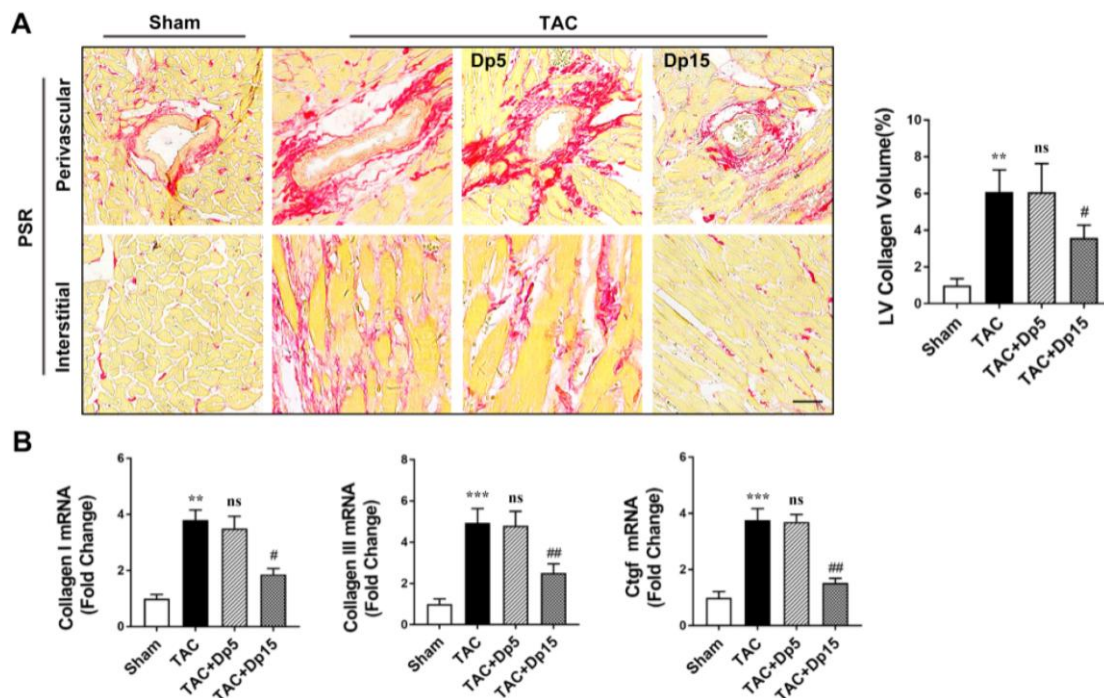 A
Sham
TAC
PSR
Perivascular
Interstitial
Dp5
Dp15
LV Collagen Volume(%)
8
6
4
2
0
**
ns
#
Sham
TAC
TAC+Dp5
TAC+Dp15
B
Collagen I mRNA
(Fold Change)
6
4
2
0
**
ns
#
Sham
TAC
TAC+Dp5
TAC+Dp15
Collagen III mRNA
(Fold Change)
8
6
4
2
0
***
ns
##
Sham
TAC
TAC+Dp5
TAC+Dp15
Ctgf mRNA
(Fold Change)
6
4
2
0
***
ns
##
Sham
TAC
TAC+Dp5
TAC+Dp15